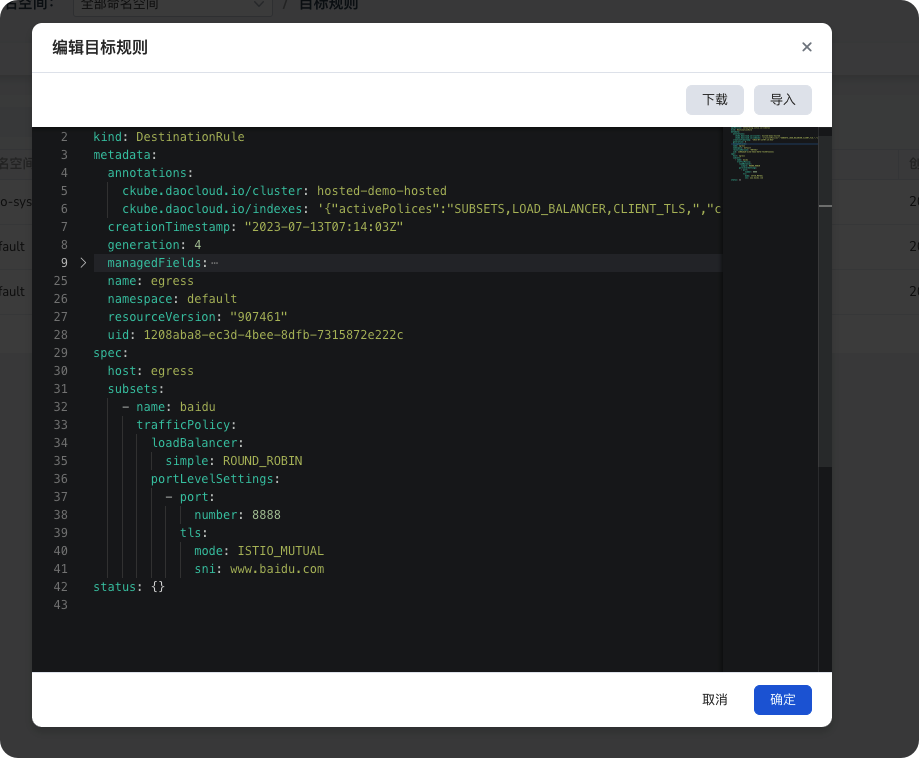 全部命名空间
/ 目标规则
编辑目标规则
下载
导入
2 kind: DestinationRule
3 metadata:
4 annotations:
5 ckube.daocloud.io/cluster: hosted-demo-hosted
6 ckube.daocloud.io/indexes: '{"activePolices":"SUBSETS,LOAD_BALANCER,CLIENT_TLS,","c
7 creationTimestamp: "2023-07-13T07:14:03Z"
8 generation: 4
9 managedFields:⋯
25 name: egress
26 namespace: default
27 resourceVersion: "907461"
28 uid: 1208aba8-ec3d-4bee-8dfb-7315872e222c
29 spec:
30 host: egress
31 subsets:
32 - name: baidu
33 trafficPolicy:
34 loadBalancer:
35 simple: ROUND_ROBIN
36 portLevelSettings:
37 - port:
38 number: 8888
39 tls:
40 mode: ISTIO_MUTUAL
41 sni: www.baidu.com
42 status: {}
43
名空间
创
o-sys
20
fault
20
fault
20
取消
确定